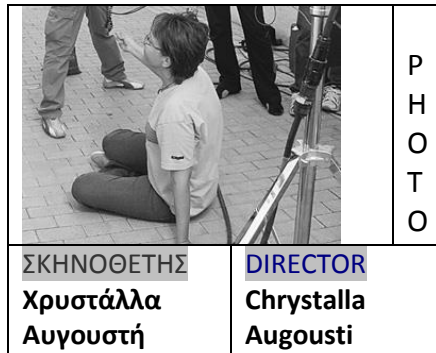 P
H
O
T
O
ΣΚΗΝΟΘΕΤΗΣ
Χρυστάλλα
Αυγουστή
DIRECTOR
Chrystalla
Augousti